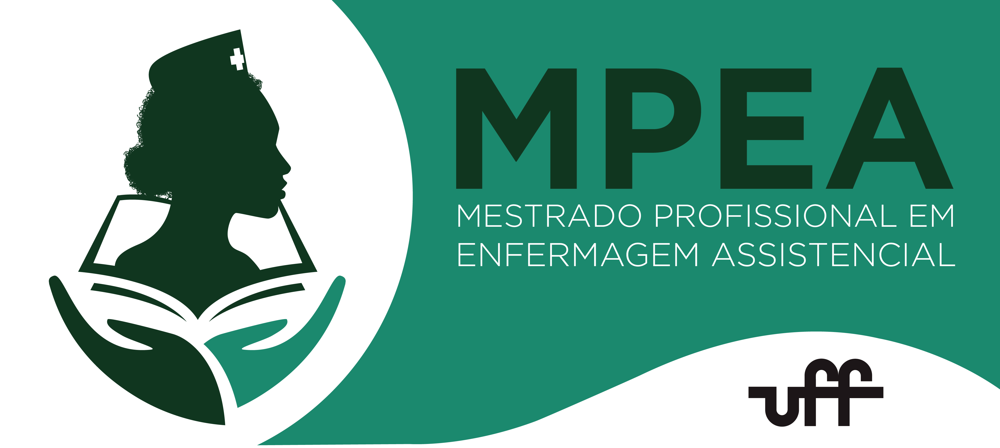 MPEA
MESTRADO PROFISSIONAL EM
ENFERMAGEM ASSISTENCIAL
uff